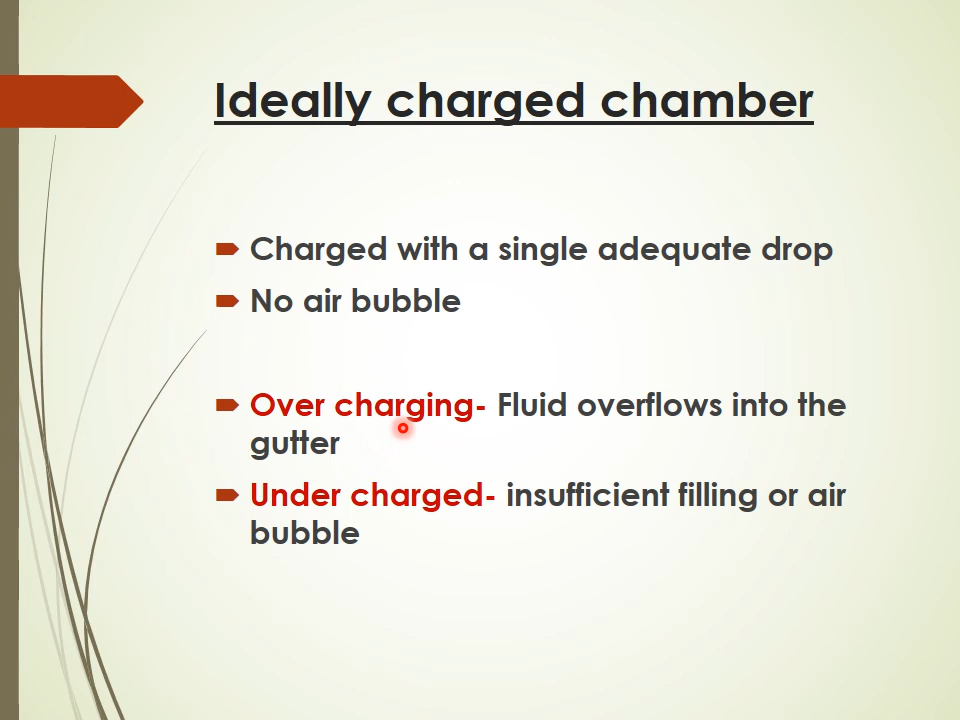 Ideally charged chamber
Charged with a single adequate drop
No air bubble
Over charging- Fluid overflows into the
gutter
Under charged- insufficient filling or air
bubble